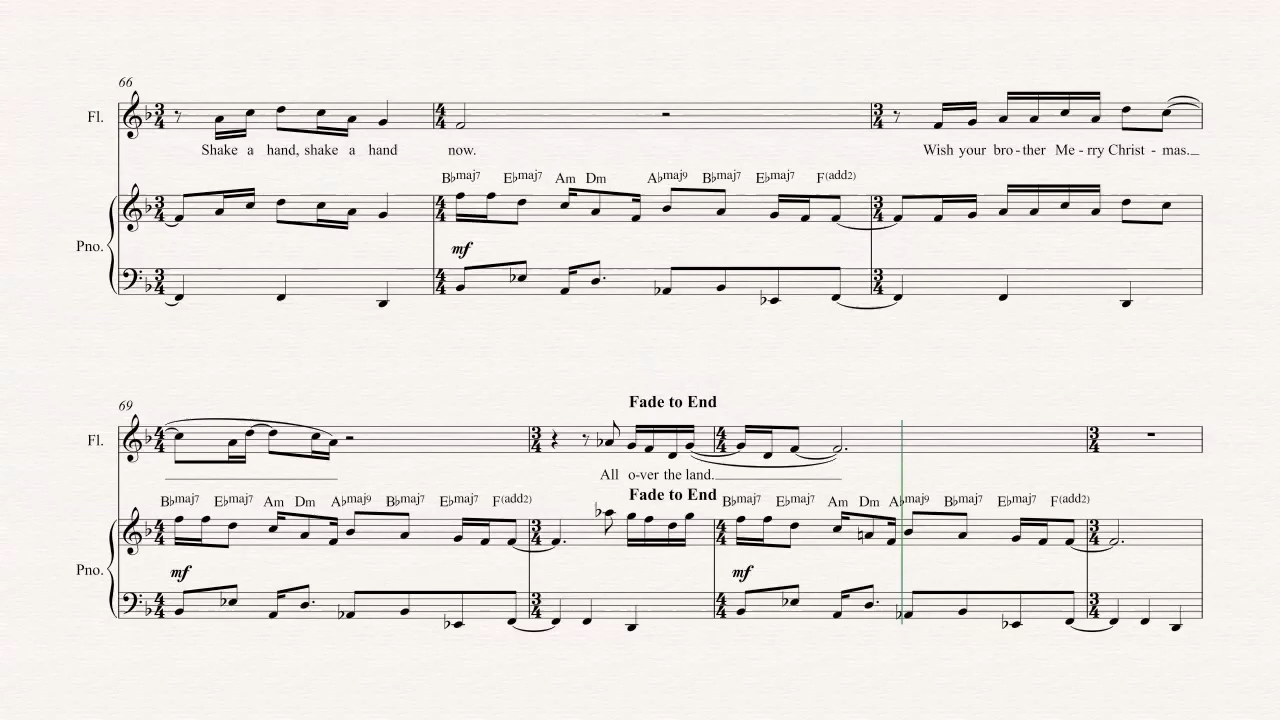 66
Fl.
Shake a hand, shake a hand now. Wish your bro - ther Me - rry Christ - mas.
B♭maj7 E♭maj7 Am Dm A♭maj9 B♭maj7 E♭maj7 F(add2)
Pno.
mf
69
Fade to End
Fl.
All o-ver the land.
Fade to End
B♭maj7 E♭maj7 Am Dm A♭maj9 B♭maj7 E♭maj7 F(add2) B♭maj7 E♭maj7 Am Dm A♭maj9 B♭maj7 E♭maj7 F(add2)
Pno.
mf mf